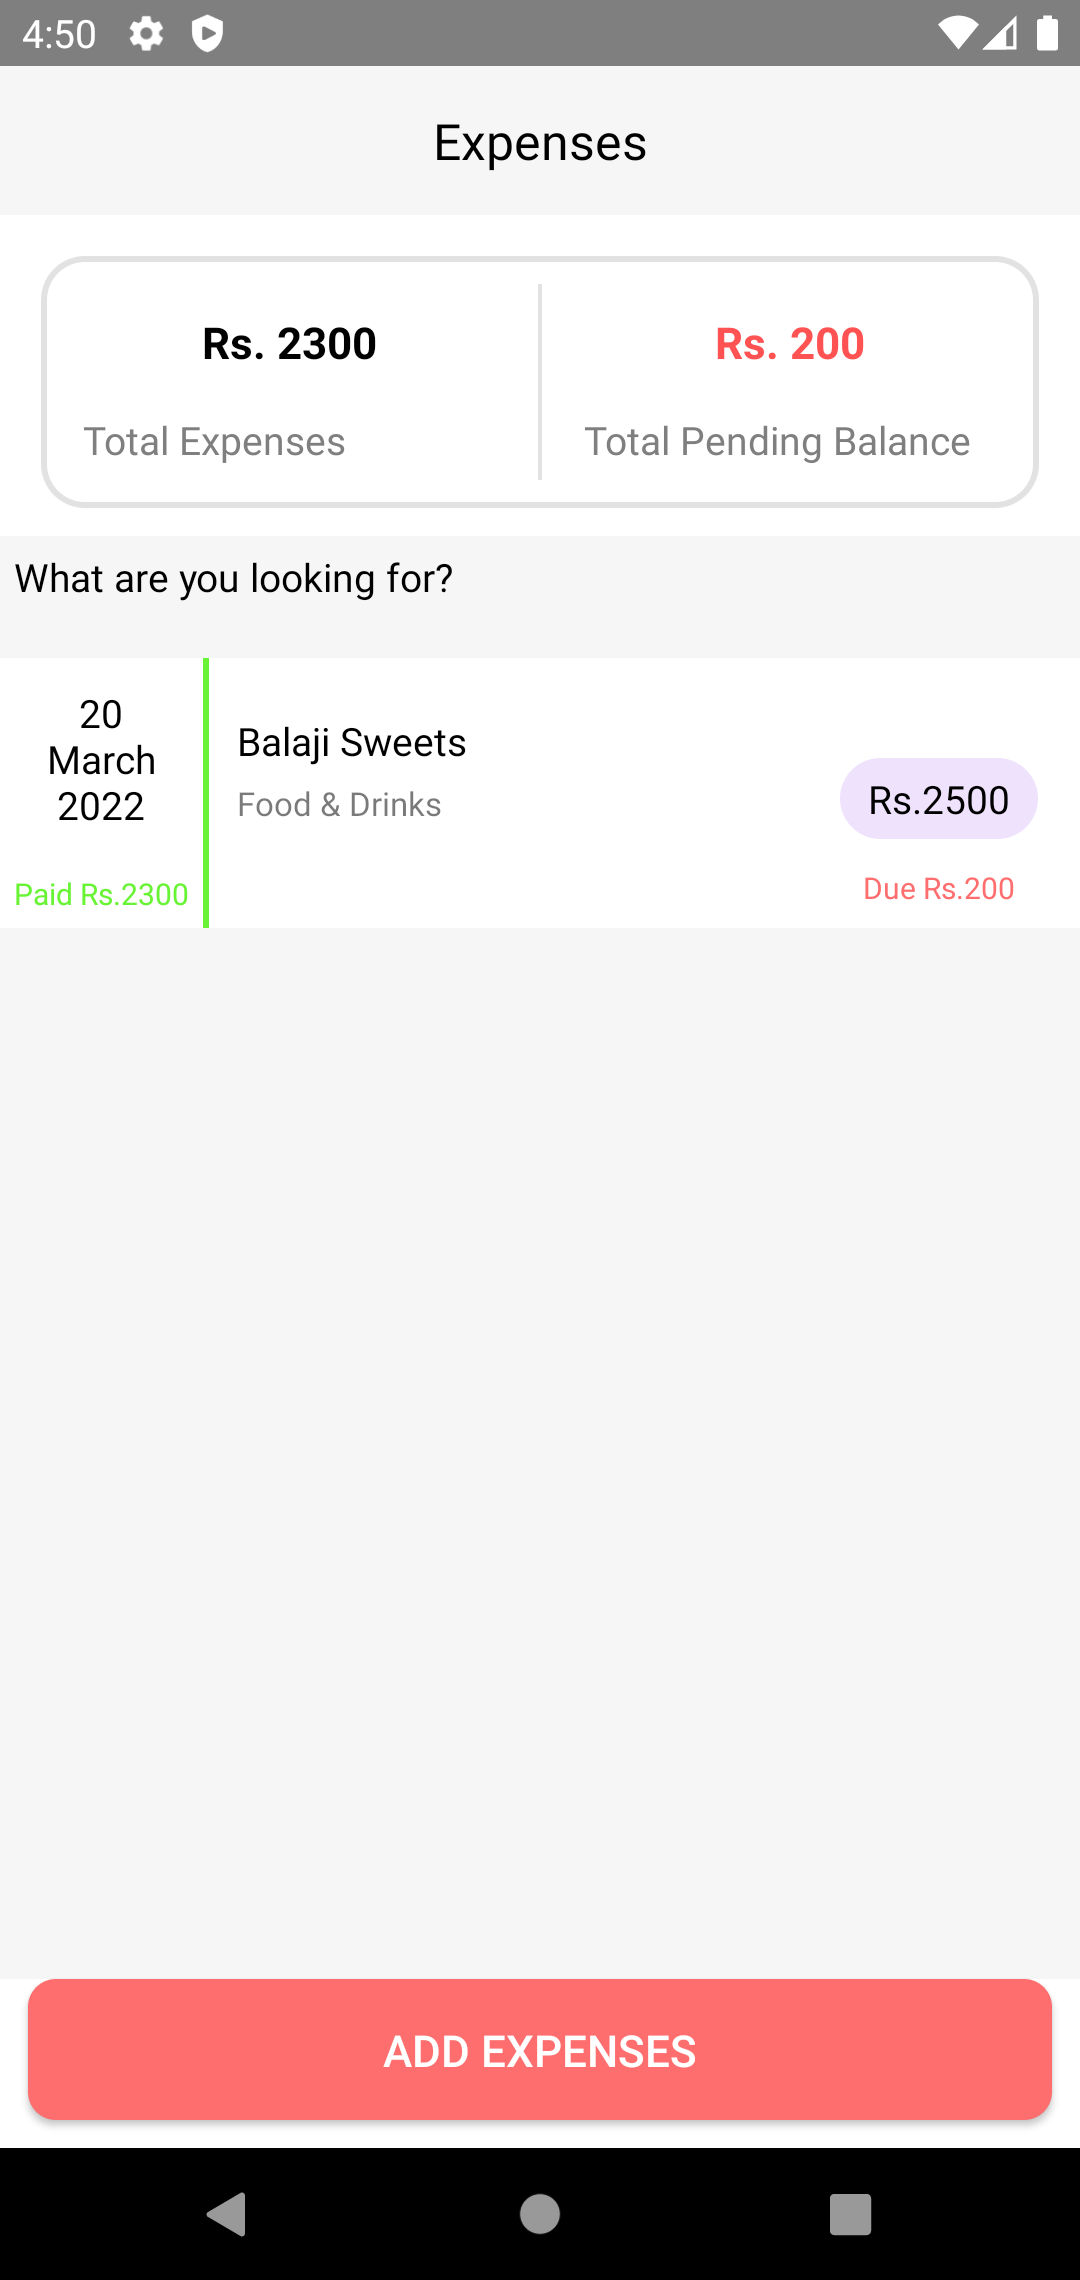 4:50
Expenses
Rs. 2300
Rs. 200
Total Expenses
Total Pending Balance
What are you looking for?
20
March
2022
Balaji Sweets
Food & Drinks
Rs.2500
Paid Rs.2300
Due Rs.200
ADD EXPENSES